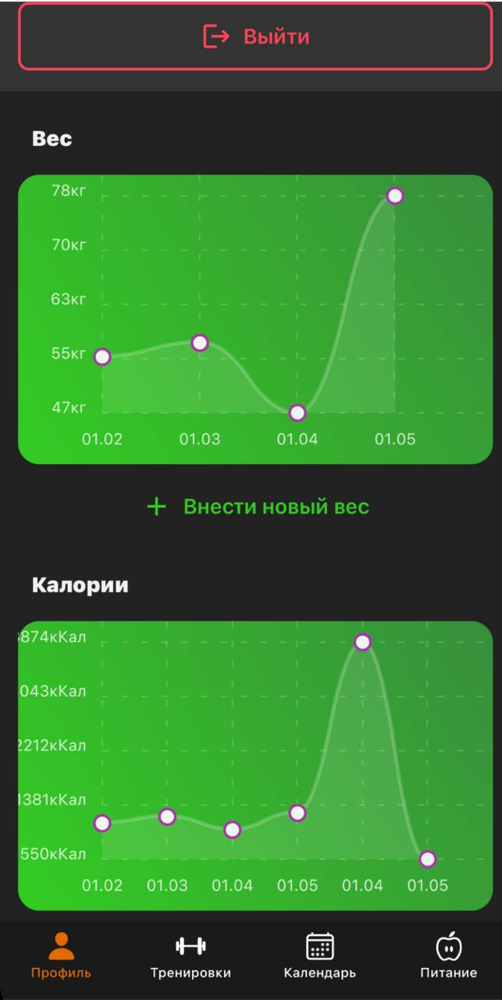 Выйти
Вес
78кг
70кг
63кг
55кг
47кг
01.02 01.03 01.04 01.05
Внести новый вес
Калории
874кКал
043кКал
2212кКал
1381кКал
550кКал
01.02 01.03 01.04 01.05 01.04 01.05
Профиль Тренировки Календарь Питание